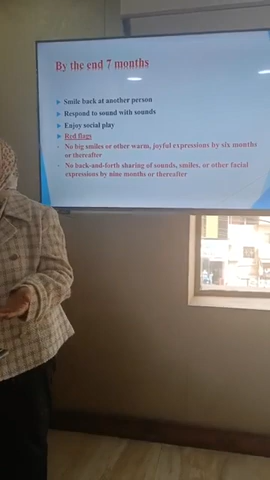 By the end 7 months
Smile back at another person
Respond to sound with sounds
Enjoy social play
Red flags
- No big smiles or other warm, joyful expressions by six months
or thereafter
- No back-and-forth sharing of sounds, smiles, or other facial
expressions by nine months or thereafter